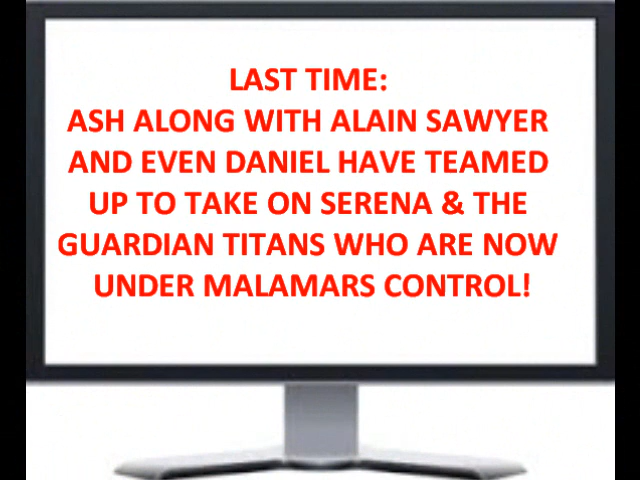 LAST TIME:
ASH ALONG WITH ALAIN SAWYER
AND EVEN DANIEL HAVE TEAMED
UP TO TAKE ON SERENA & THE
GUARDIAN TITANS WHO ARE NOW
UNDER MALAMARS CONTROL!